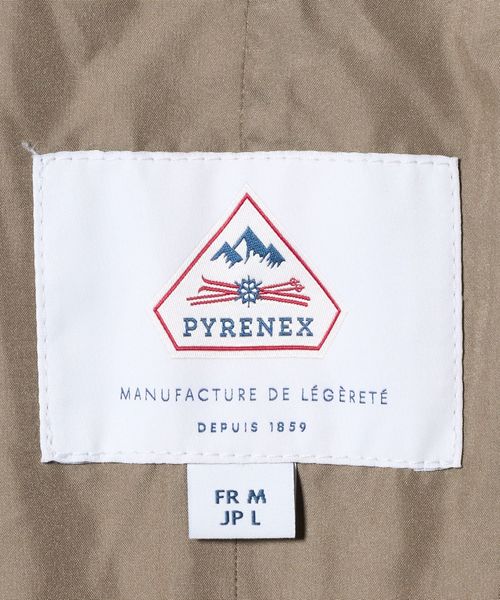 PYRENEX
MANUFACTURE DE LÉGÈRETÉ
DEPUIS 1859
FR M
JP L